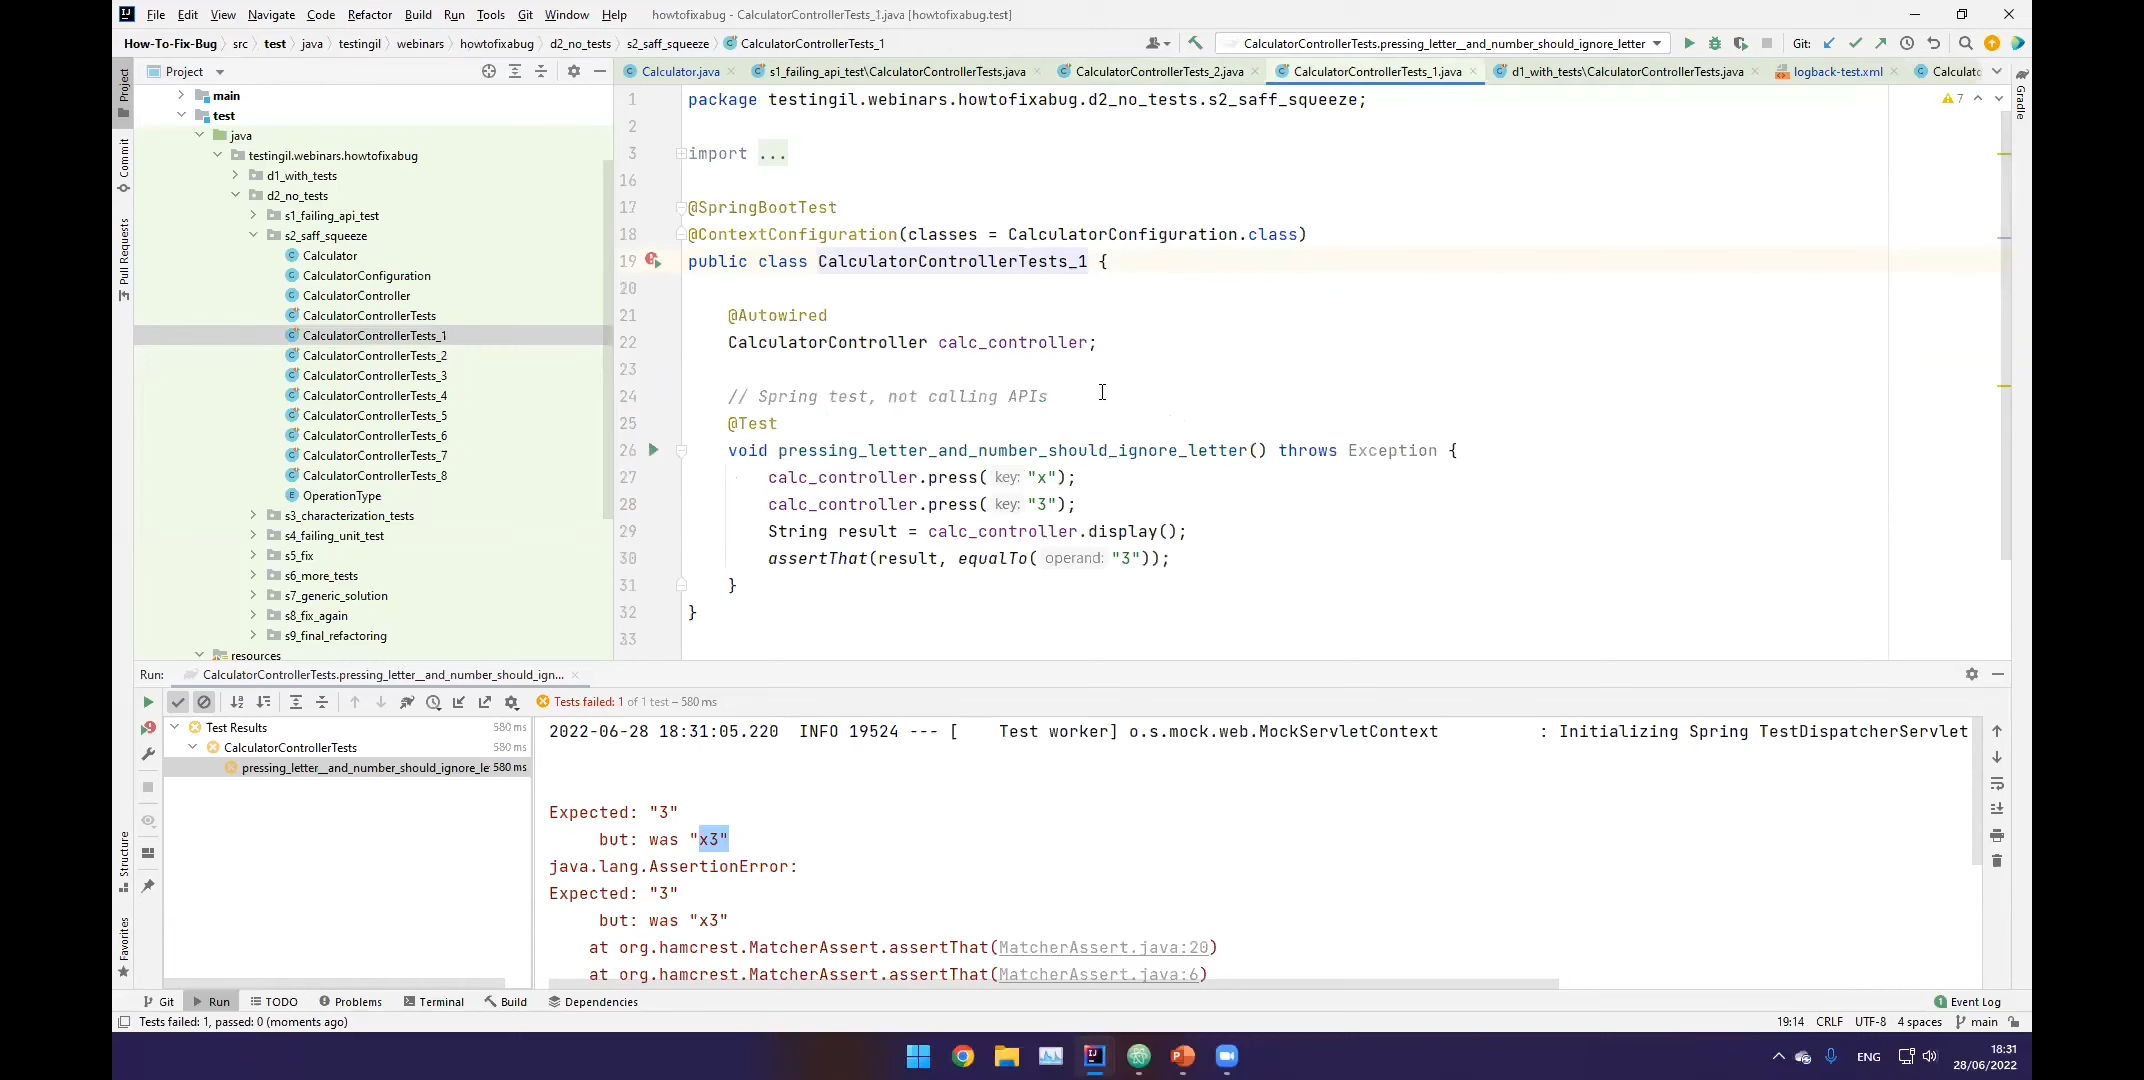 File Edit View Navigate Code Refactor Build Run Tools Git Window Help howtofixabug - CalculatorControllerTests_1.java [howtofixabug.test]
How-To-Fix-Bug src test java testingil webinars howtofixabug d2_no_tests s2_saff_squeeze CalculatorControllerTests_1 CalculatorControllerTests.pressing_letter__and_number_should_ignore_letter Git:
Project Calculator.java s1_failing_api_test\CalculatorControllerTests.java CalculatorControllerTests_2.java CalculatorControllerTests_1.java d1_with_tests\CalculatorControllerTests.java logback-test.xml Calculatc
Project
Commit
Pull Requests
Structure
Favorites
Gradle
main
test
java
testingil.webinars.howtofixabug
d1_with_tests
d2_no_tests
s1_failing_api_test
s2_saff_squeeze
Calculator
CalculatorConfiguration
CalculatorController
CalculatorControllerTests
CalculatorControllerTests_1
CalculatorControllerTests_2
CalculatorControllerTests_3
CalculatorControllerTests_4
CalculatorControllerTests_5
CalculatorControllerTests_6
CalculatorControllerTests_7
CalculatorControllerTests_8
OperationType
s3_characterization_tests
s4_failing_unit_test
s5_fix
s6_more_tests
s7_generic_solution
s8_fix_again
s9_final_refactoring
resources
7
1 package testingil.webinars.howtofixabug.d2_no_tests.s2_saff_squeeze;
2
3 import ...
16
17 @SpringBootTest
18 @ContextConfiguration(classes = CalculatorConfiguration.class)
19 public class CalculatorControllerTests_1 {
20
21 @Autowired
22 CalculatorController calc_controller;
23
24 // Spring test, not calling APIs
25 @Test
26 void pressing_letter_and_number_should_ignore_letter() throws Exception {
27 calc_controller.press( key: "x");
28 calc_controller.press( key: "3");
29 String result = calc_controller.display();
30 assertThat(result, equalTo( operand: "3"));
31 }
32 }
33
Run: CalculatorControllerTests.pressing_letter__and_number_should_ign...
Tests failed: 1 of 1 test – 580 ms
Test Results 580 ms
CalculatorControllerTests 580 ms
pressing_letter__and_number_should_ignore_le 580 ms
2022-06-28 18:31:05.220 INFO 19524 --- [ Test worker] o.s.mock.web.MockServletContext : Initializing Spring TestDispatcherServlet
Expected: "3"
but: was "x3"
java.lang.AssertionError:
Expected: "3"
but: was "x3"
at org.hamcrest.MatcherAssert.assertThat(MatcherAssert.java:20)
at org.hamcrest.MatcherAssert.assertThat(MatcherAssert.java:6)
Git Run TODO Problems Terminal Build Dependencies 1 Event Log
Tests failed: 1, passed: 0 (moments ago) 19:14 CRLF UTF-8 4 spaces main
ENG 18:31
28/06/2022